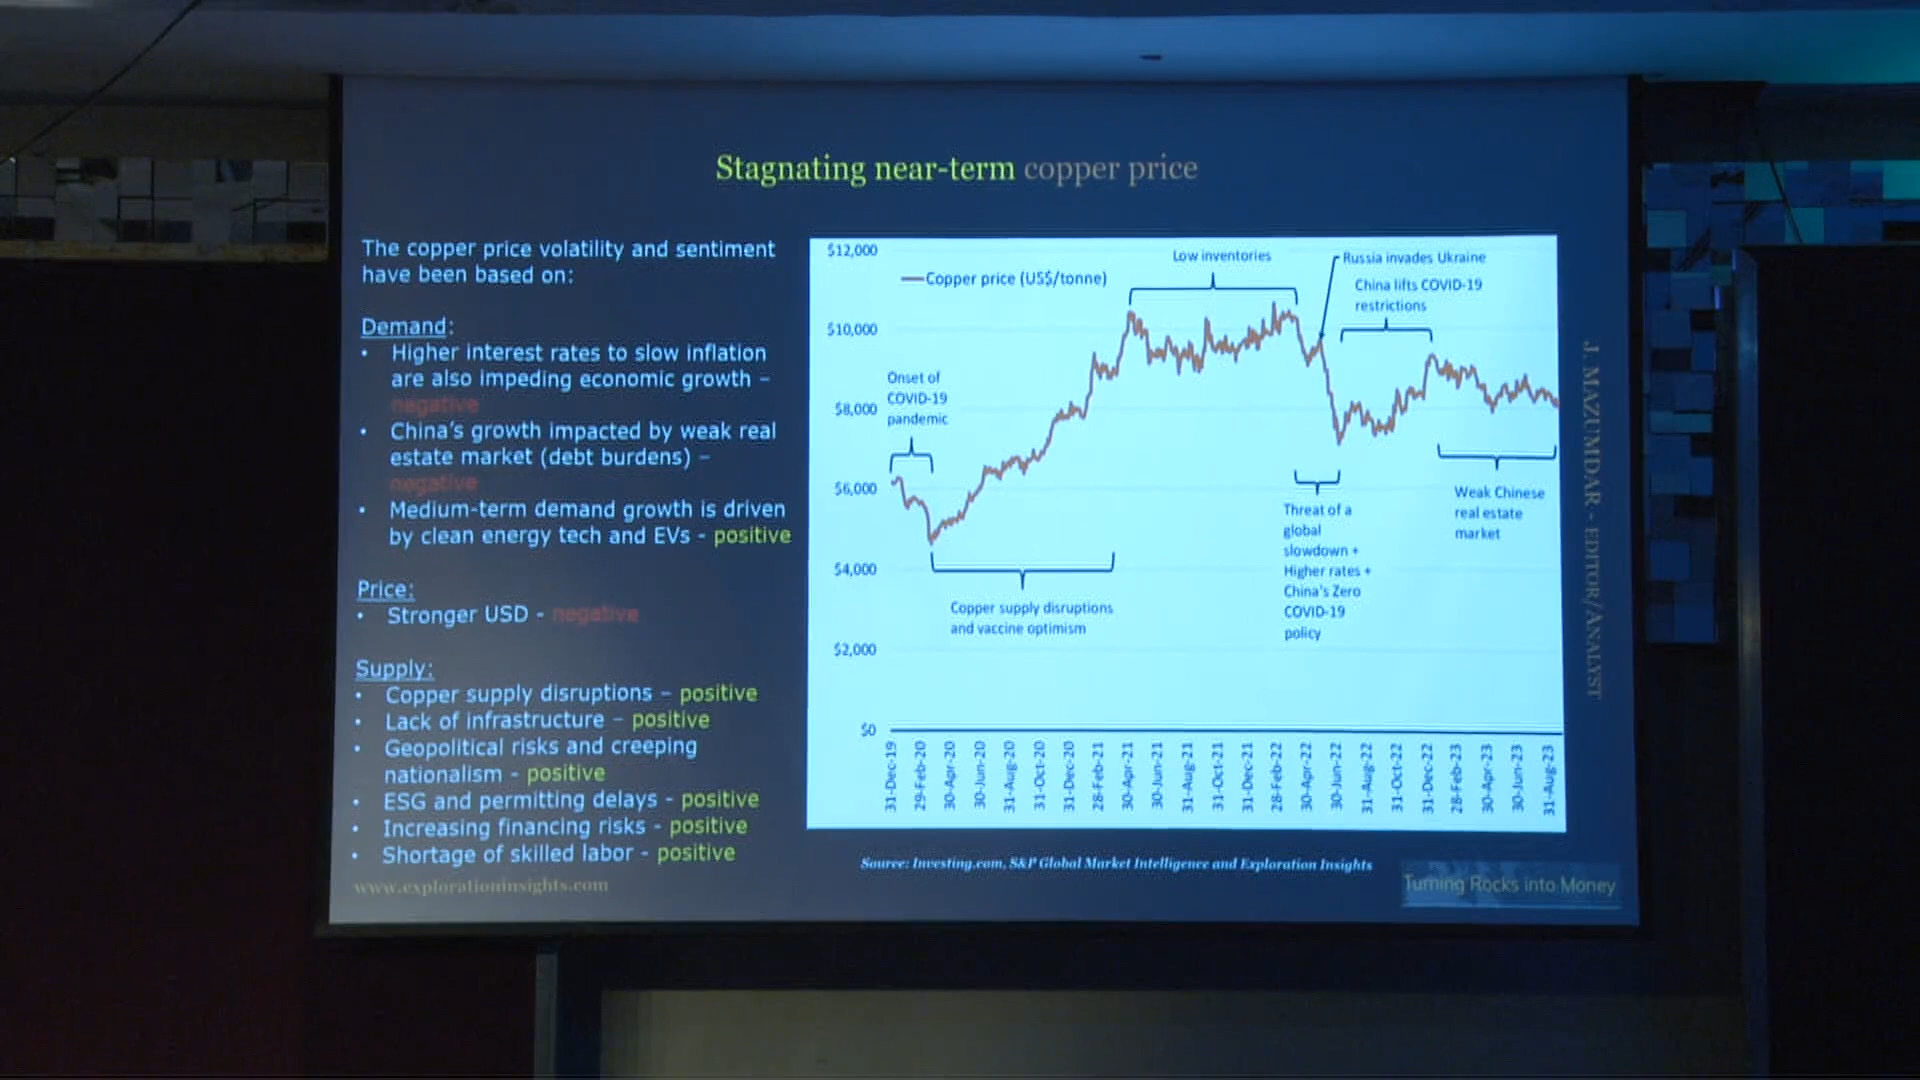 Stagnating near-term copper price
The copper price volatility and sentiment
have been based on:
Demand:
• Higher interest rates to slow inflation
are also impeding economic growth –
negative
• China's growth impacted by weak real
estate market (debt burdens) –
negative
• Medium-term demand growth is driven
by clean energy tech and EVs - positive
Price:
• Stronger USD - negative
Supply:
• Copper supply disruptions – positive
• Lack of infrastructure – positive
• Geopolitical risks and creeping
nationalism - positive
• ESG and permitting delays - positive
• Increasing financing risks - positive
• Shortage of skilled labor - positive
www.explorationinsights.com
$12,000
$10,000
$8,000
$6,000
$4,000
$2,000
$0
Copper price (US$/tonne)
Low inventories
Russia invades Ukraine
China lifts COVID-19
restrictions
Onset of
COVID-19
pandemic
Copper supply disruptions
and vaccine optimism
Threat of a
global
slowdown +
Higher rates +
China's Zero
COVID-19
policy
Weak Chinese
real estate
market
31-Dec-19
29-Feb-20
30-Apr-20
30-Jun-20
31-Aug-20
31-Oct-20
31-Dec-20
28-Feb-21
30-Apr-21
30-Jun-21
31-Aug-21
31-Oct-21
31-Dec-21
28-Feb-22
30-Apr-22
30-Jun-22
31-Aug-22
31-Oct-22
31-Dec-22
28-Feb-23
30-Apr-23
30-Jun-23
31-Aug-23
J. MAZUMDAR - EDITOR/ANALYST
Source: Investing.com, S&P Global Market Intelligence and Exploration Insights
Turning Rocks into Money